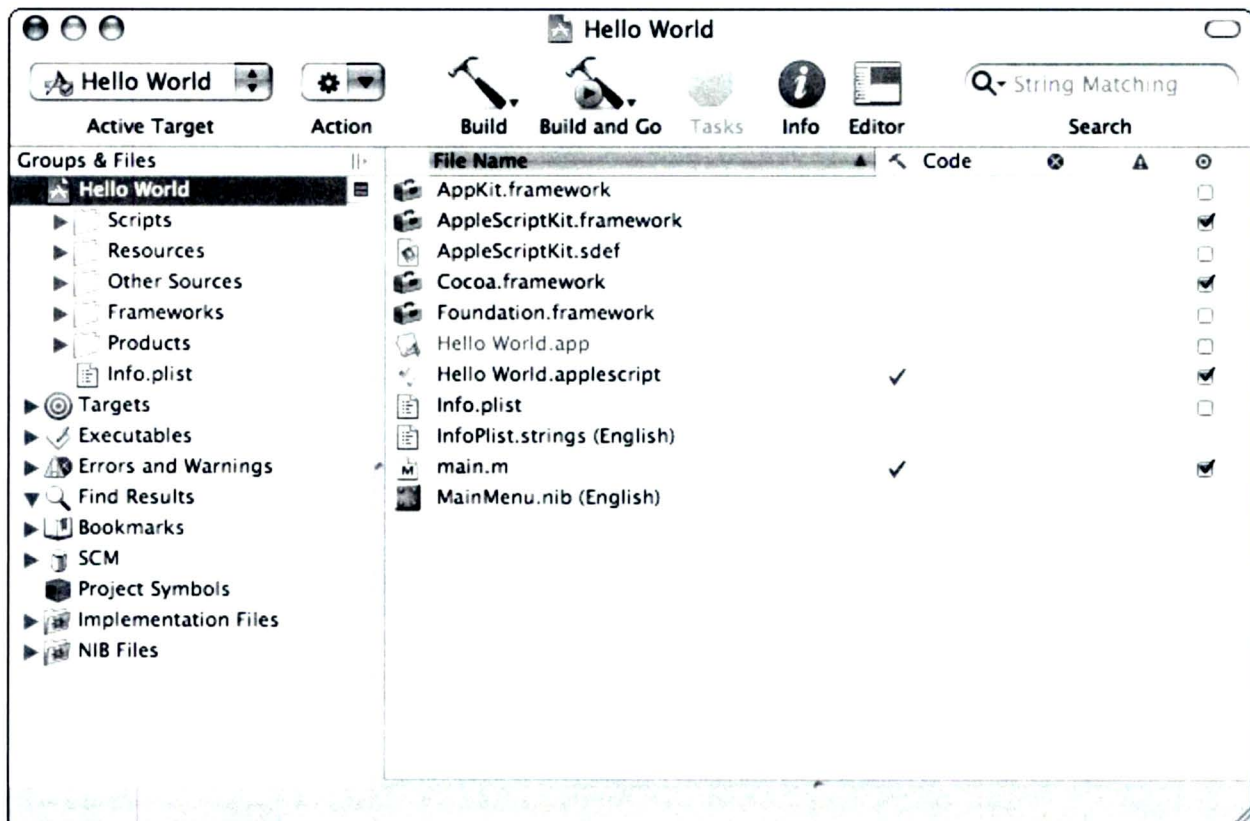 Hello World
Hello World
String Matching
Active Target Action Build Build and Go Tasks Info Editor Search
Groups & Files
File Name Code
Hello World
Scripts
Resources
Other Sources
Frameworks
Products
Info.plist
Targets
Executables
Errors and Warnings
Find Results
Bookmarks
SCM
Project Symbols
Implementation Files
NIB Files
AppKit.framework
AppleScriptKit.framework
AppleScriptKit.sdef
Cocoa.framework
Foundation.framework
Hello World.app
Hello World.applescript
Info.plist
InfoPlist.strings (English)
main.m
MainMenu.nib (English)